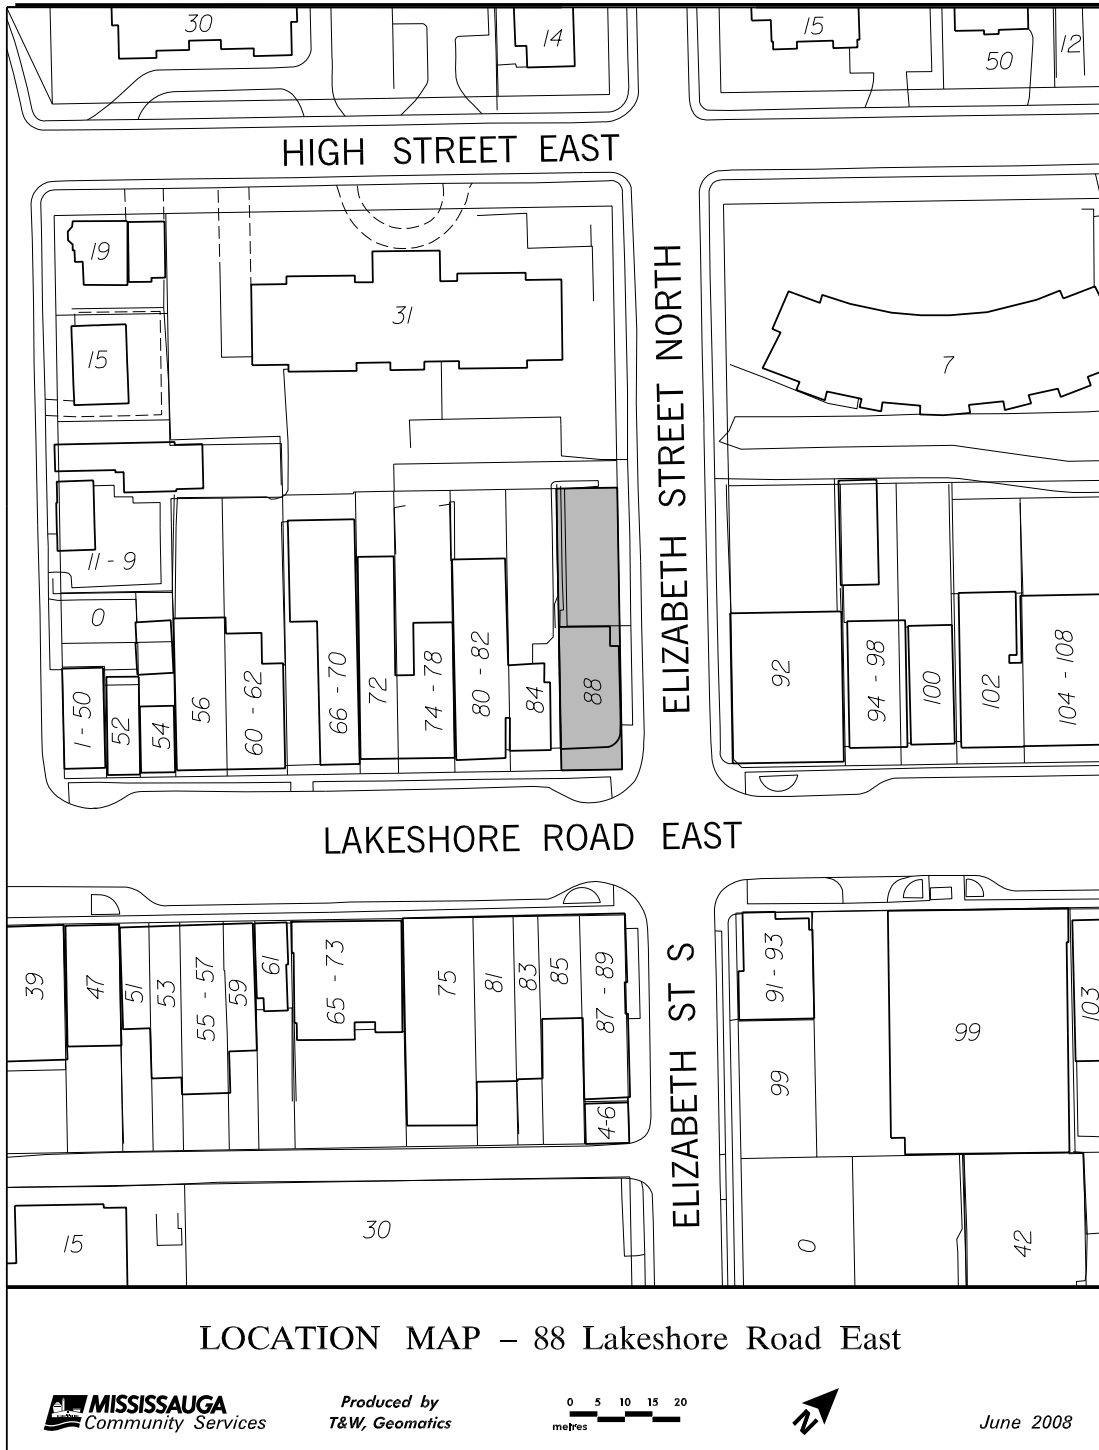 30
14
15
50
12
HIGH STREET EAST
19
31
15
7
ELIZABETH STREET NORTH
11 - 9
0
1 - 50
52
54
56
60 - 62
66 - 70
72
74 - 78
80 - 82
84
88
92
94 - 98
100
102
104 - 108
LAKESHORE ROAD EAST
39
47
51
53
55 - 57
59
61
65 - 73
75
81
83
85
87 - 89
4-6
ELIZABETH ST S
91 - 93
99
99
103
15
30
0
42
LOCATION MAP – 88 Lakeshore Road East
MISSISSAUGA
Community Services
Produced by
T&W, Geomatics
0 5 10 15 20
metres
N
June 2008